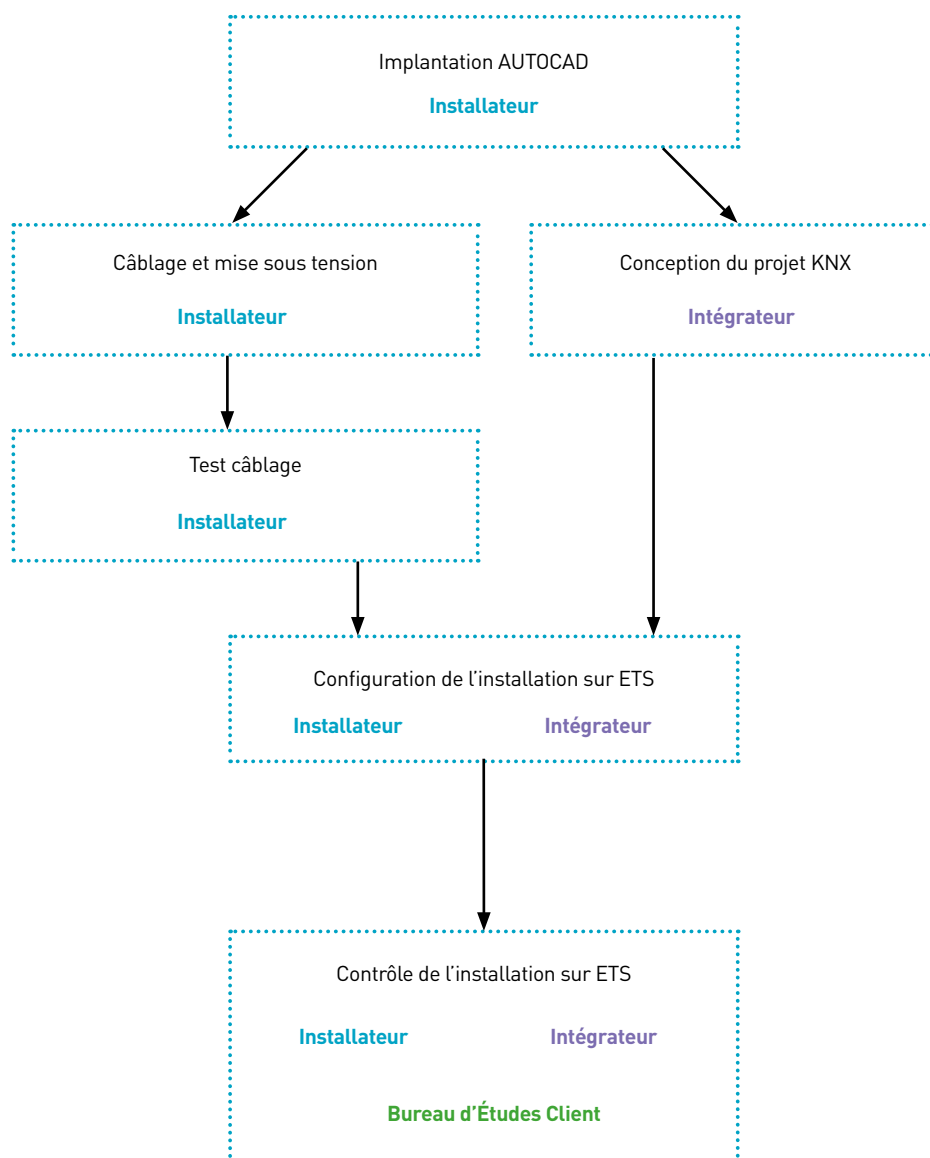 Implantation AUTOCAD
Installateur
Câblage et mise sous tension
Installateur
Conception du projet KNX
Intégrateur
Test câblage
Installateur
Configuration de l’installation sur ETS
Installateur Intégrateur
Contrôle de l’installation sur ETS
Installateur Intégrateur
Bureau d’Études Client